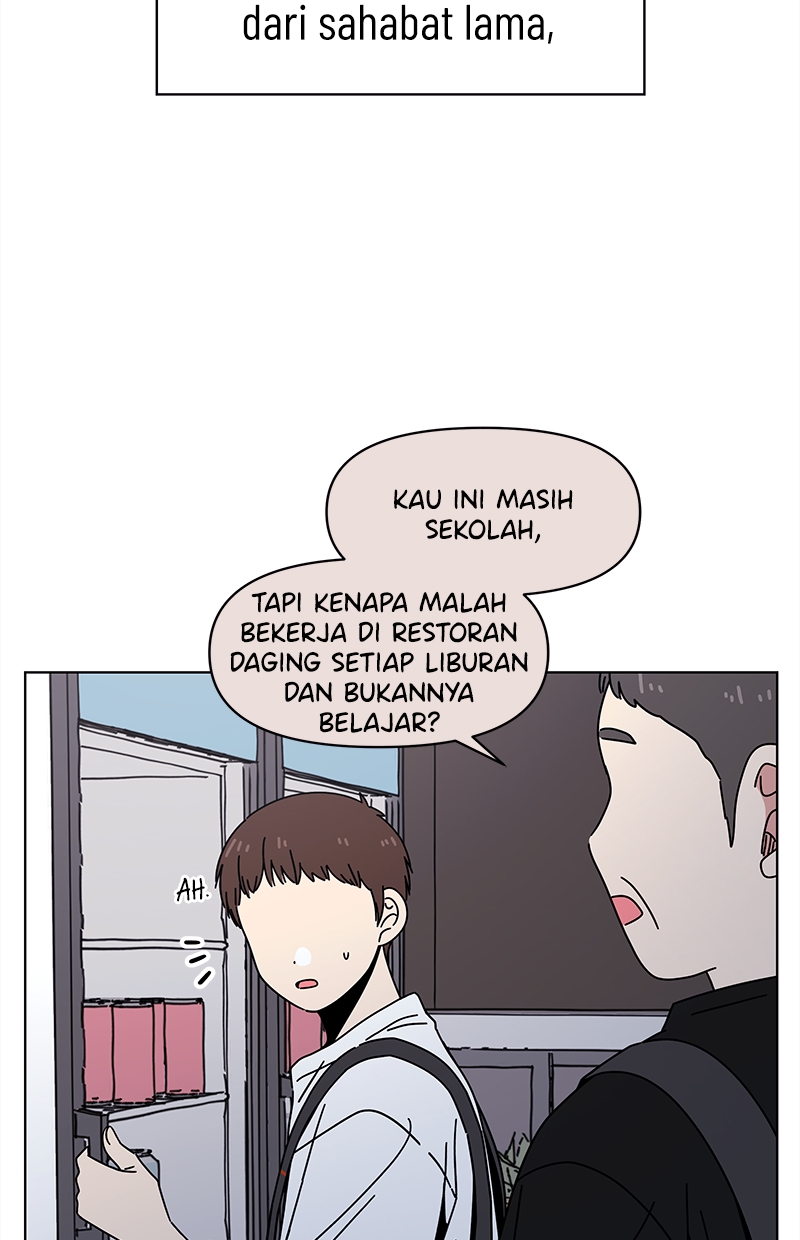 dari sahabat lama,
KAU INI MASIH
SEKOLAH,
TAPI KENAPA MALAH
BEKERJA DI RESTORAN
DAGING SETIAP LIBURAN
DAN BUKANNYA
BELAJAR?
AH.